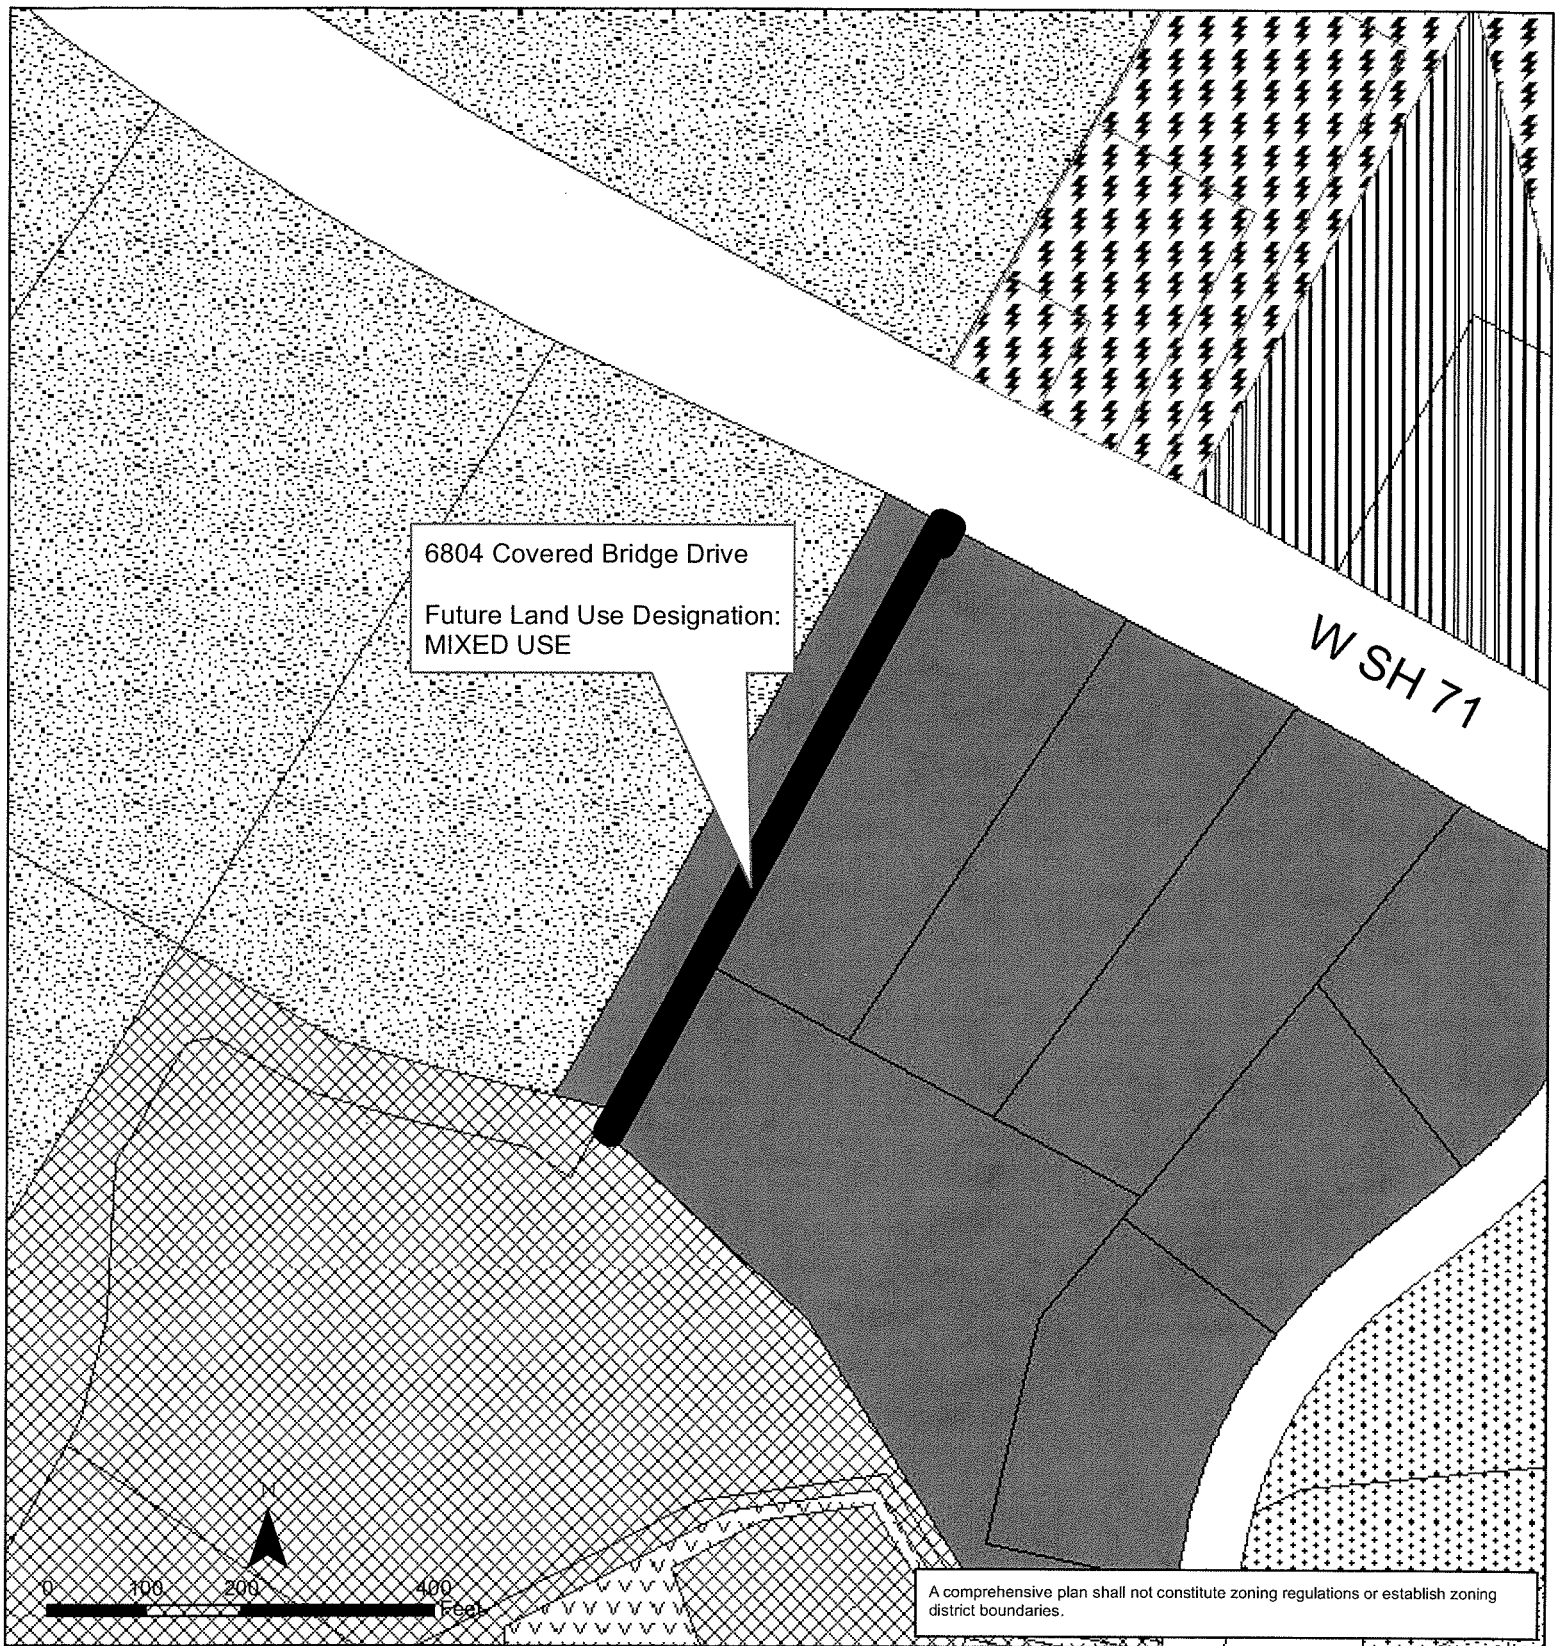 6804 Covered Bridge Drive
Future Land Use Designation:
MIXED USE
W SH 71
0 100 200 400
Feet
A comprehensive plan shall not constitute zoning regulations or establish zoning
district boundaries.